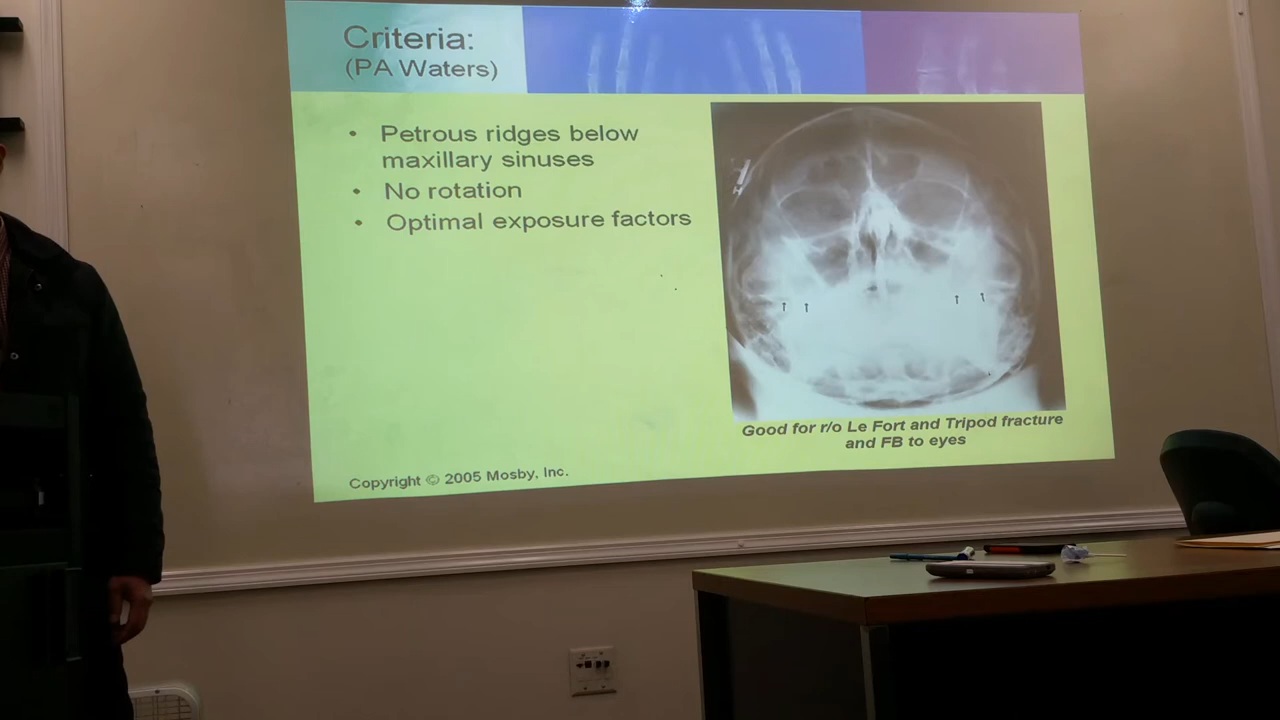 Criteria:
(PA Waters)
• Petrous ridges below
maxillary sinuses
• No rotation
• Optimal exposure factors
Good for r/o Le Fort and Tripod fracture
and FB to eyes
Copyright © 2005 Mosby, Inc.